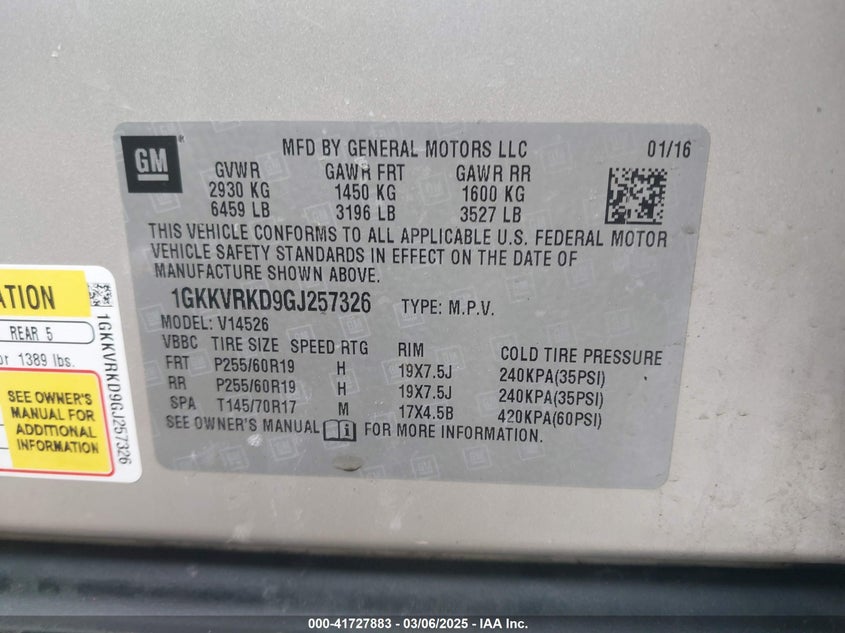 GM
MFD BY GENERAL MOTORS LLC 01/16
GVWR GAWR FRT GAWR RR
2930 KG 1450 KG 1600 KG
6459 LB 3196 LB 3527 LB
THIS VEHICLE CONFORMS TO ALL APPLICABLE U.S. FEDERAL MOTOR
VEHICLE SAFETY STANDARDS IN EFFECT ON THE DATE OF
MANUFACTURE SHOWN ABOVE.
1GKKVRKD9GJ257326 TYPE: M.P.V.
MODEL: V14526
VBBC TIRE SIZE SPEED RTG RIM COLD TIRE PRESSURE
FRT P255/60R19 H 19X7.5J 240KPA(35PSI)
RR P255/60R19 H 19X7.5J 240KPA(35PSI)
SPA T145/70R17 M 17X4.5B 420KPA(60PSI)
SEE OWNER'S MANUAL FOR MORE INFORMATION.
ATION
REAR 5
or 1389 lbs.
SEE OWNER'S
MANUAL FOR
ADDITIONAL
INFORMATION
1GKKVRKD9GJ257326
000-41727883 - 03/06/2025 - IAA Inc.